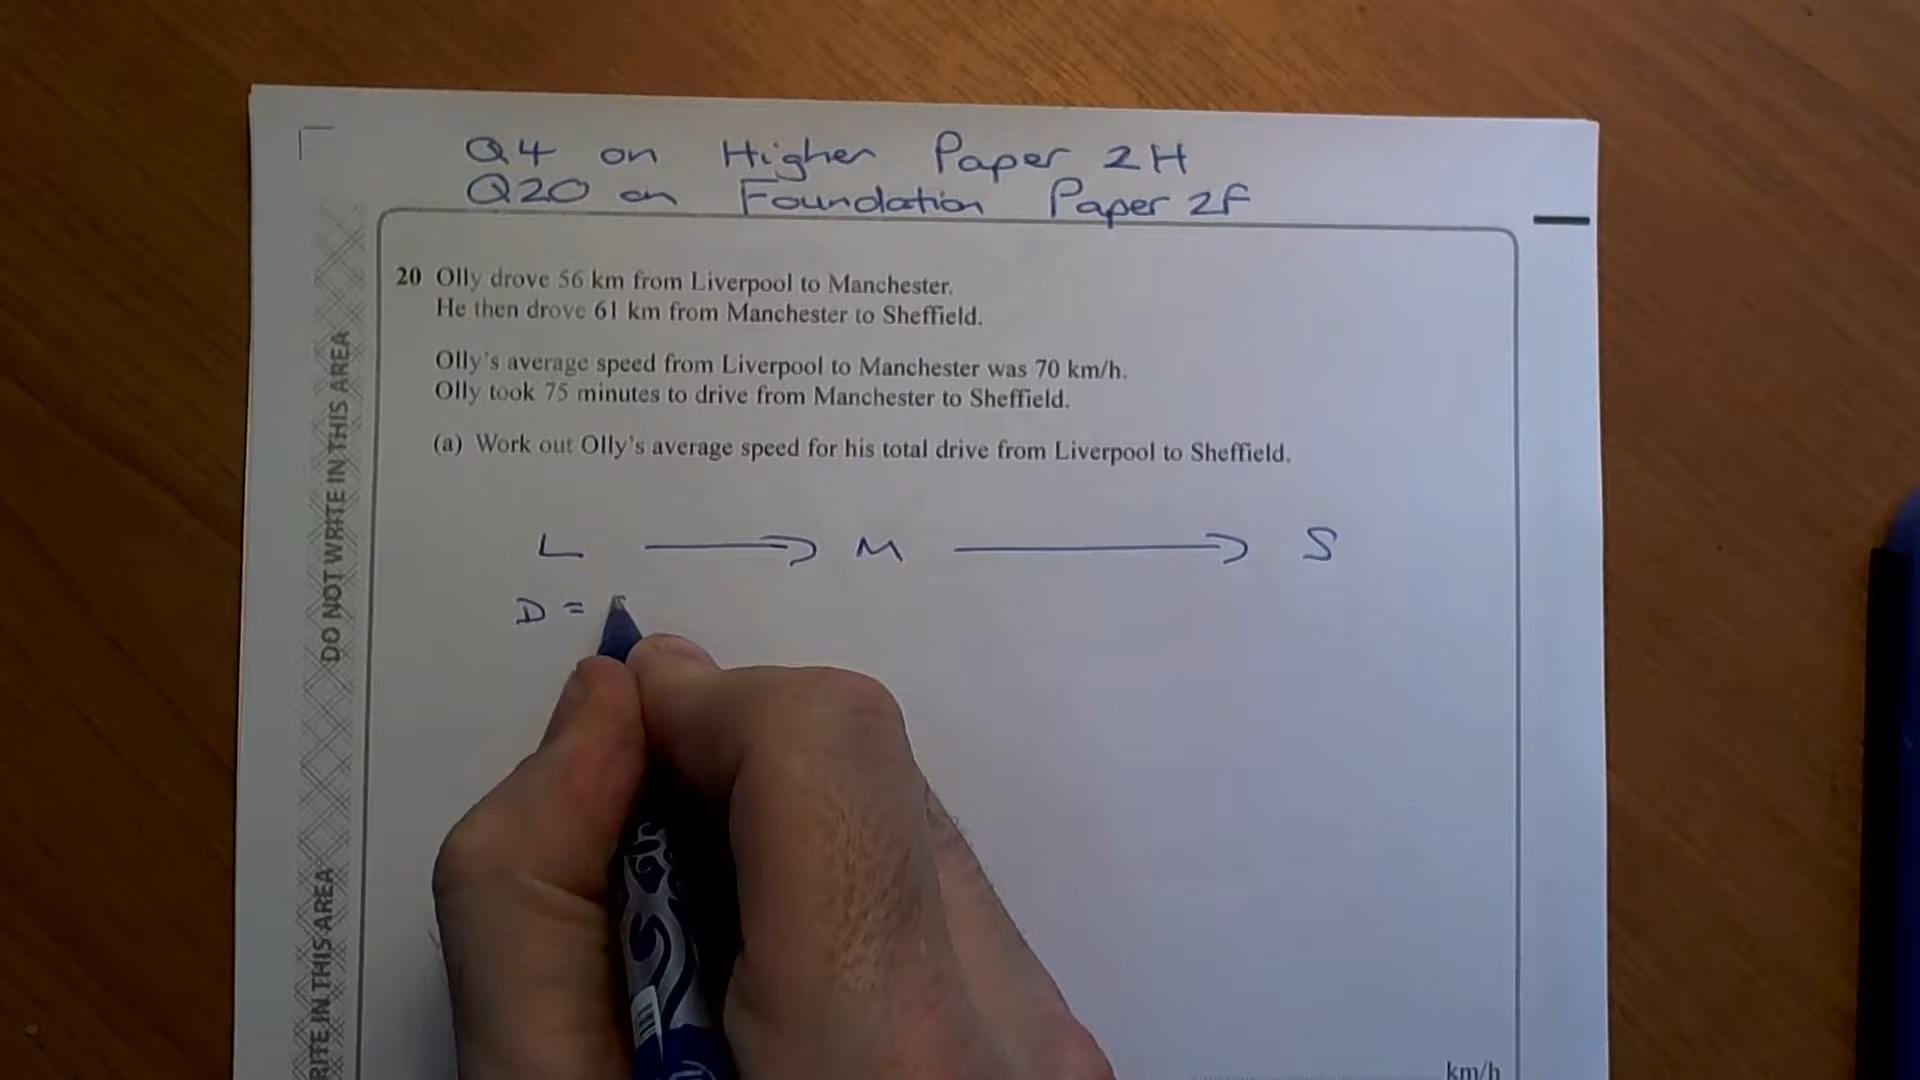 Q4 on Higher Paper 2H
Q20 on Foundation Paper 2F
20 Olly drove 56 km from Liverpool to Manchester.
He then drove 61 km from Manchester to Sheffield.
Olly's average speed from Liverpool to Manchester was 70 km/h.
Olly took 75 minutes to drive from Manchester to Sheffield.
(a) Work out Olly's average speed for his total drive from Liverpool to Sheffield.
L → M → S
D =
km/h
DO NOT WRITE IN THIS AREA
RITE IN THIS AREA